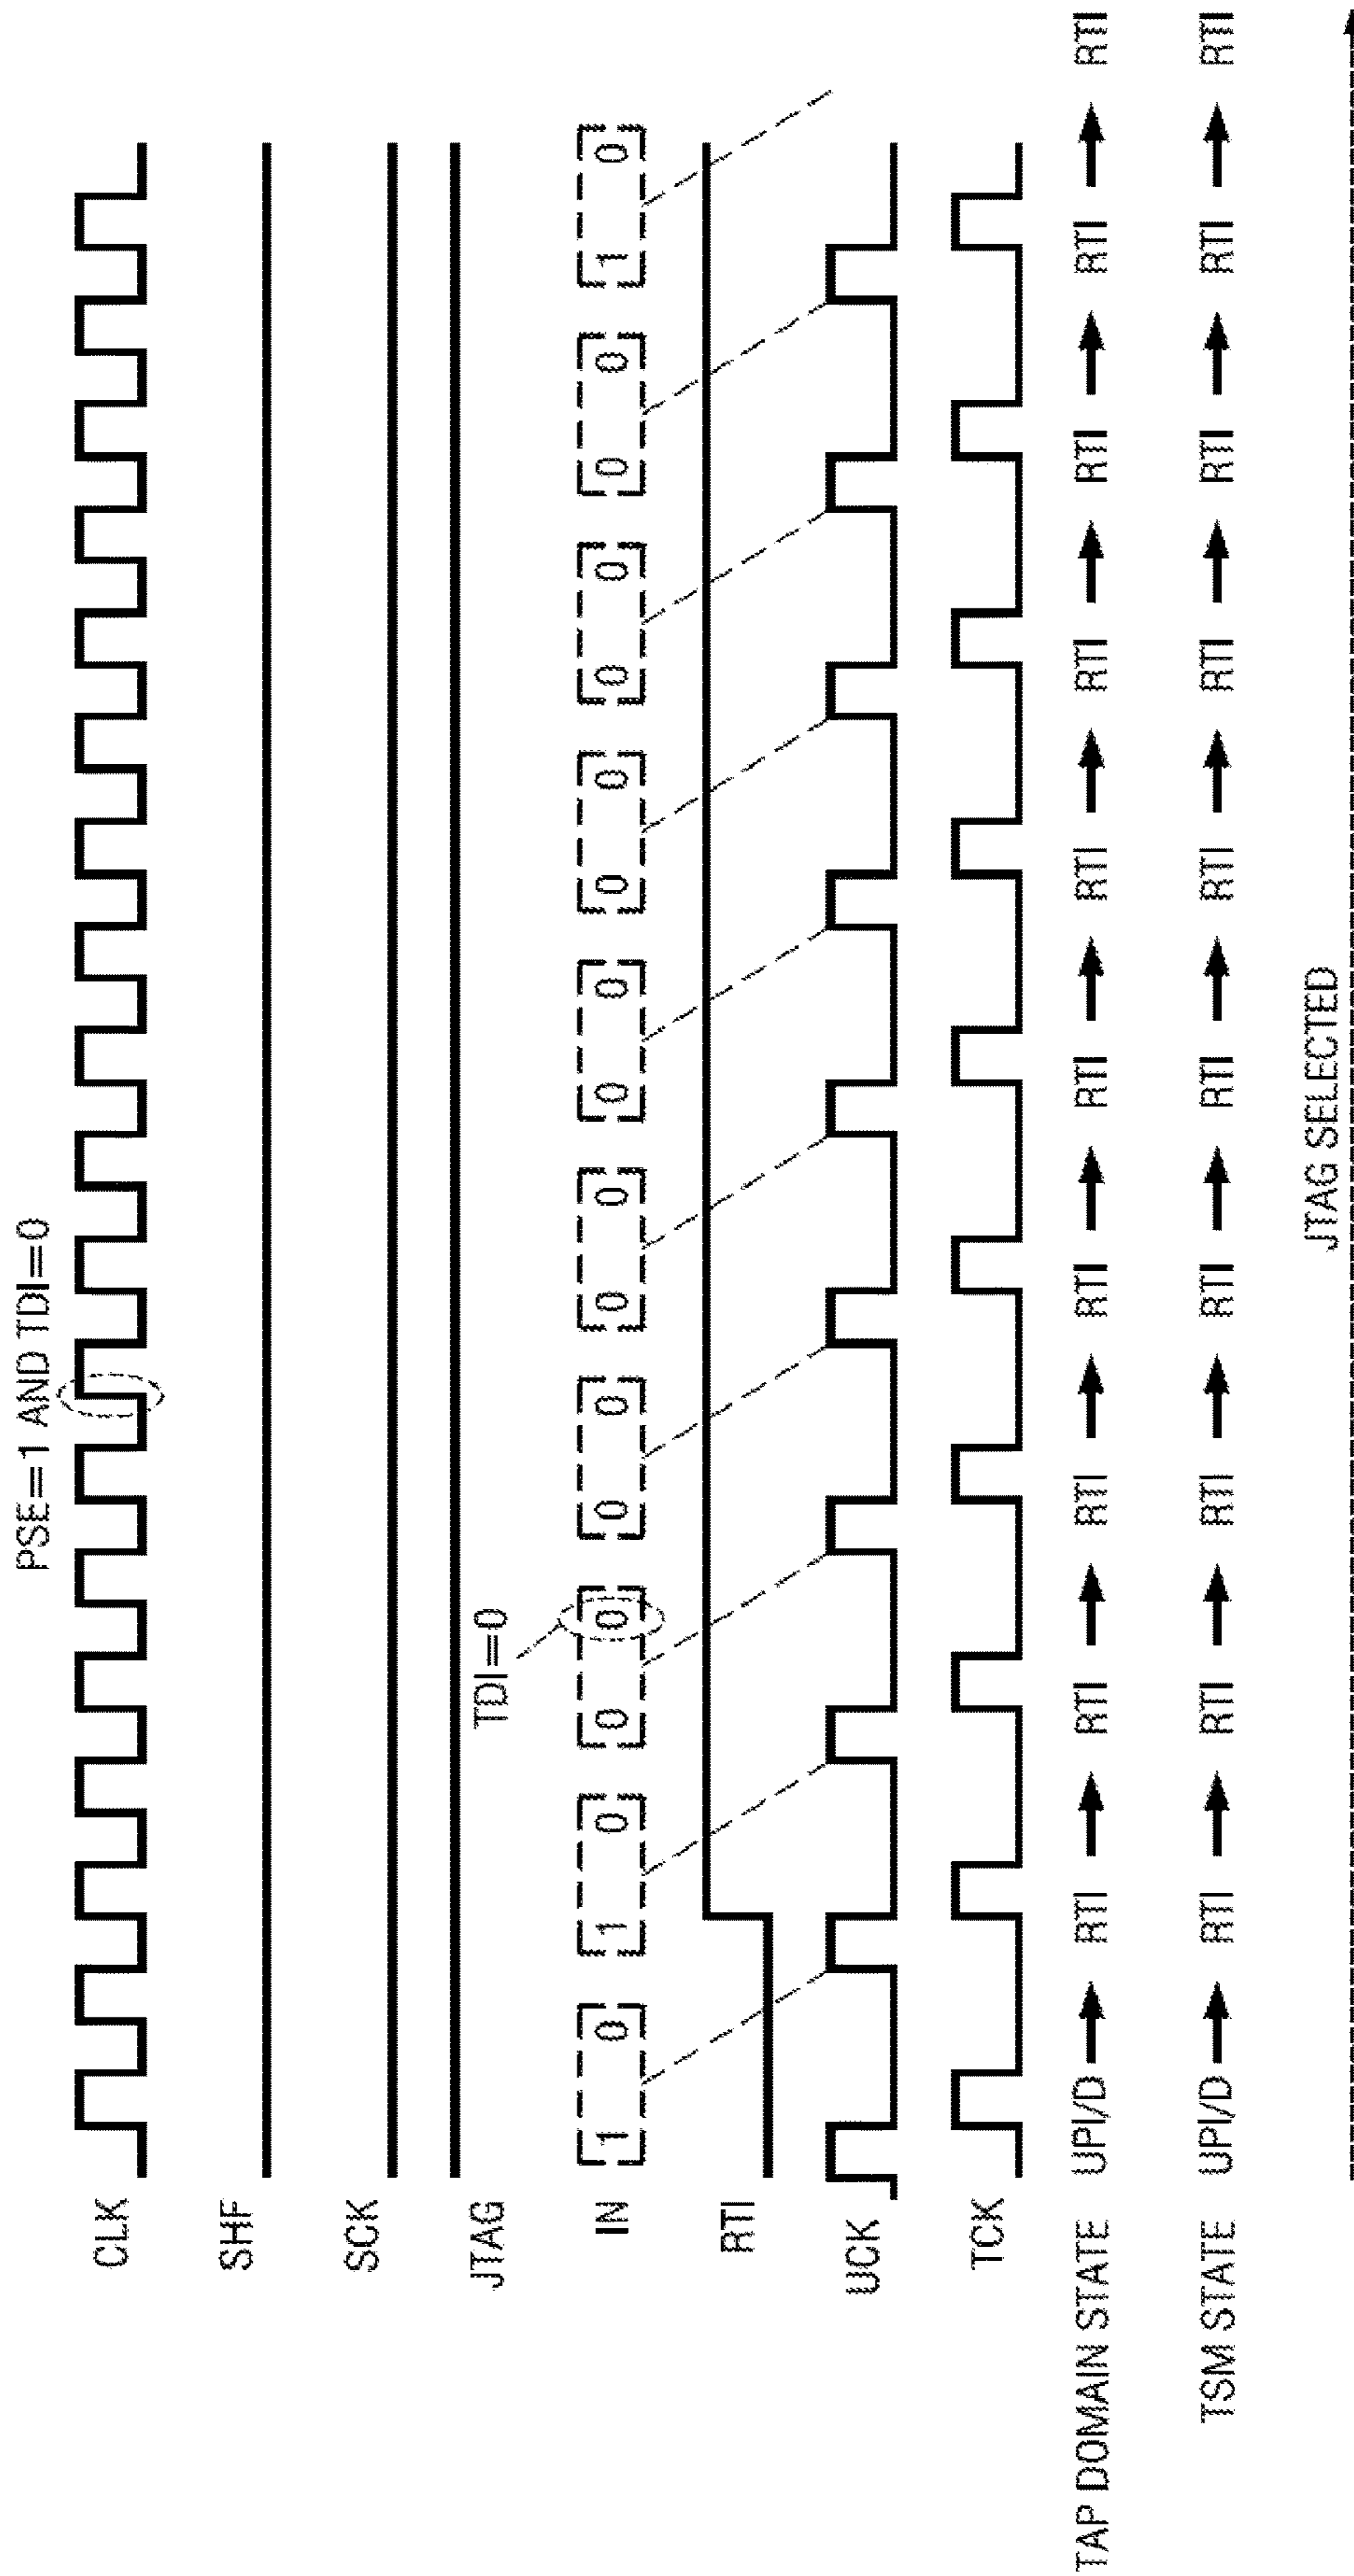 PSE=1 AND TDI=0
CLK
SHF
SCK
JTAG
TDI=0
IN 1 0 1 0 0 0 0 0 0 0 0 0 0 0 0 0 0 0 1 0
RTI
UCK
TCK
TAP DOMAIN STATE UPI/D → RTI → RTI → RTI → RTI → RTI → RTI → RTI → RTI → RTI → RTI
TSM STATE UPI/D → RTI → RTI → RTI → RTI → RTI → RTI → RTI → RTI → RTI → RTI
JTAG SELECTED